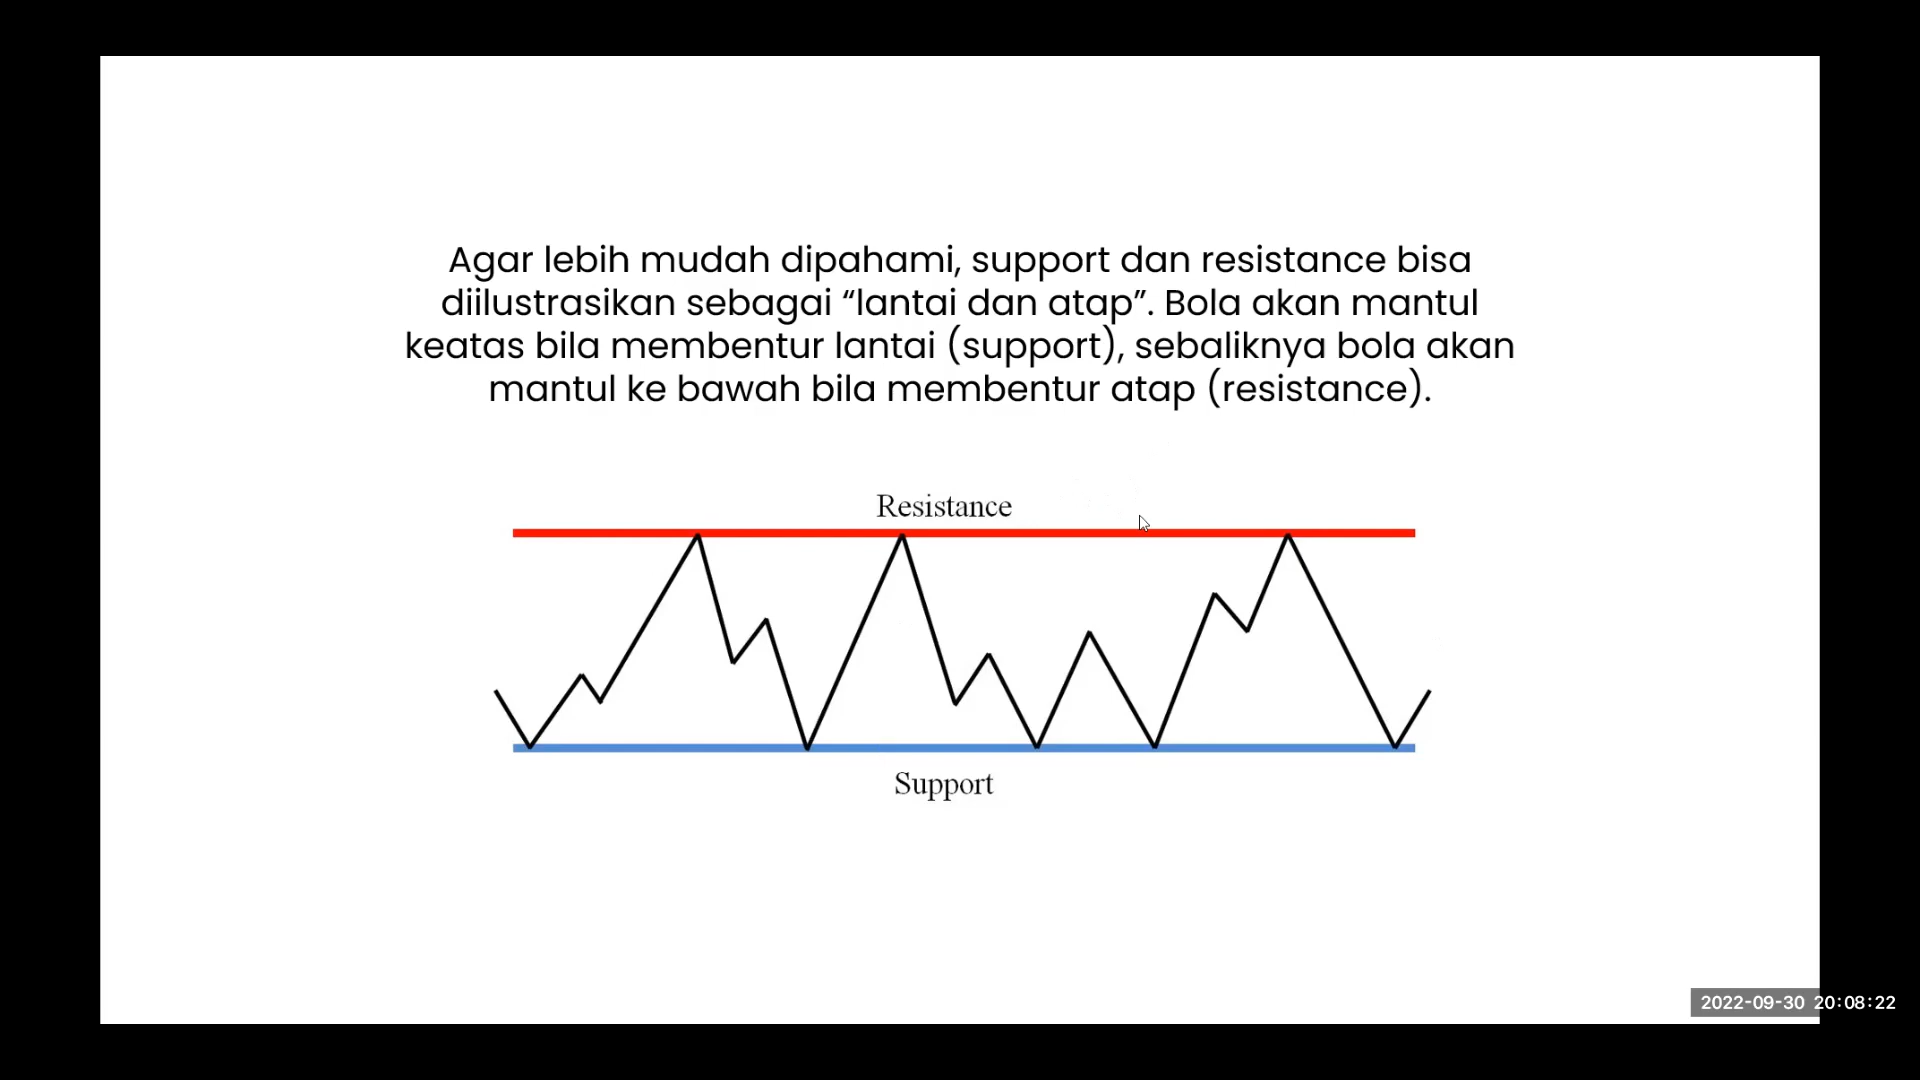 Agar lebih mudah dipahami, support dan resistance bisa
diilustrasikan sebagai “lantai dan atap”. Bola akan mantul
keatas bila membentur lantai (support), sebaliknya bola akan
mantul ke bawah bila membentur atap (resistance).
Resistance
Support
2022-09-30 20:08:22